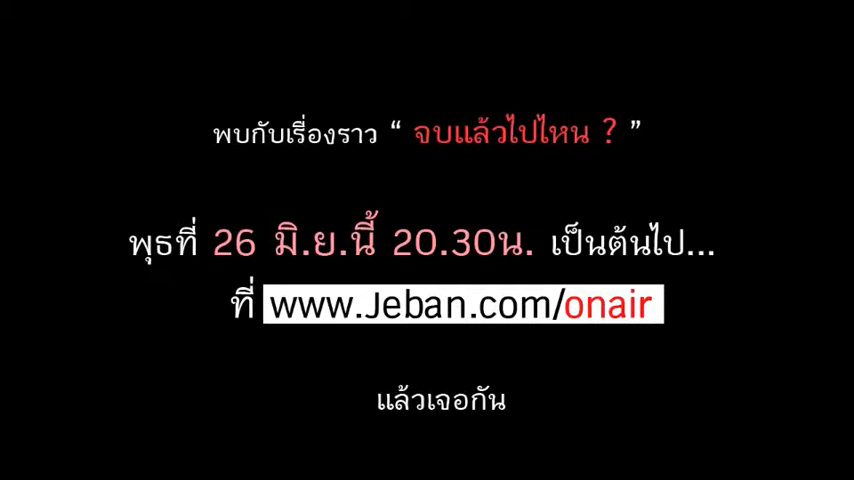 พบกับเรื่องราว “ จบแล้วไปไหน ? ”
พุธที่ 26 มิ.ย.นี้ 20.30น. เป็นต้นไป...
ที่ www.Jeban.com/onair
แล้วเจอกัน